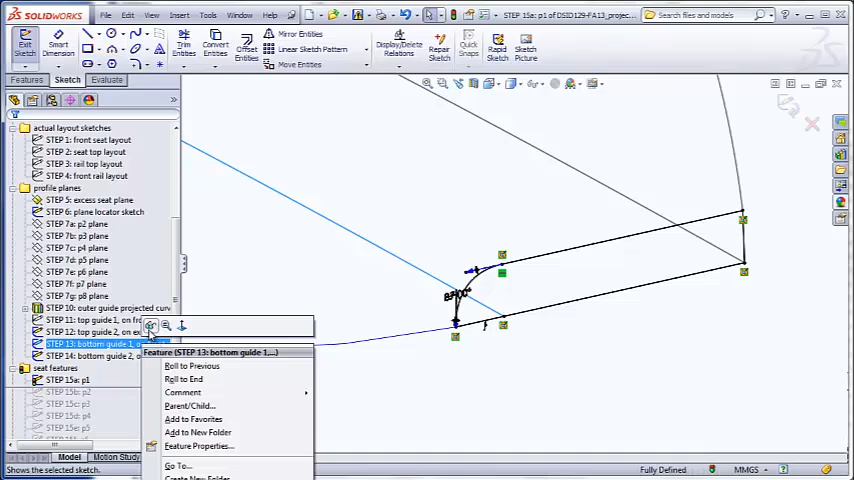 SOLIDWORKS
File Edit View Insert Tools Window Help
STEP 15a: p1 of DSID129-FA13_projec...
Search files and models
Exit Sketch
Smart Dimension
Trim Entities
Convert Entities
Offset Entities
Mirror Entities
Linear Sketch Pattern
Move Entities
Display/Delete Relations
Repair Sketch
Quick Snaps
Rapid Sketch
Sketch Picture
Features Sketch Evaluate
actual layout sketches
STEP 1: front seat layout
STEP 2: seat top layout
STEP 3: rail top layout
STEP 4: front rail layout
profile planes
STEP 5: excess seat plane
STEP 6: plane locator sketch
STEP 7a: p2 plane
STEP 7b: p3 plane
STEP 7c: p4 plane
STEP 7d: p5 plane
STEP 7e: p6 plane
STEP 7f: p7 plane
STEP 7g: p8 plane
STEP 10: outer guide projected curv
STEP 11: top guide 1, on fr
STEP 12: top guide 2, on ex
STEP 13: bottom guide 1, o
STEP 14: bottom guide 2, o
seat features
STEP 15a: p1
STEP 15b: p2
STEP 15c: p3
STEP 15d: p4
STEP 15e: p5
Feature (STEP 13: bottom guide 1,...)
Roll to Previous
Roll to End
Comment
Parent/Child...
Add to Favorites
Add to New Folder
Feature Properties...
Go To...
Create New Folder
Model Motion Study
Shows the selected sketch.
Fully Defined
MMGS